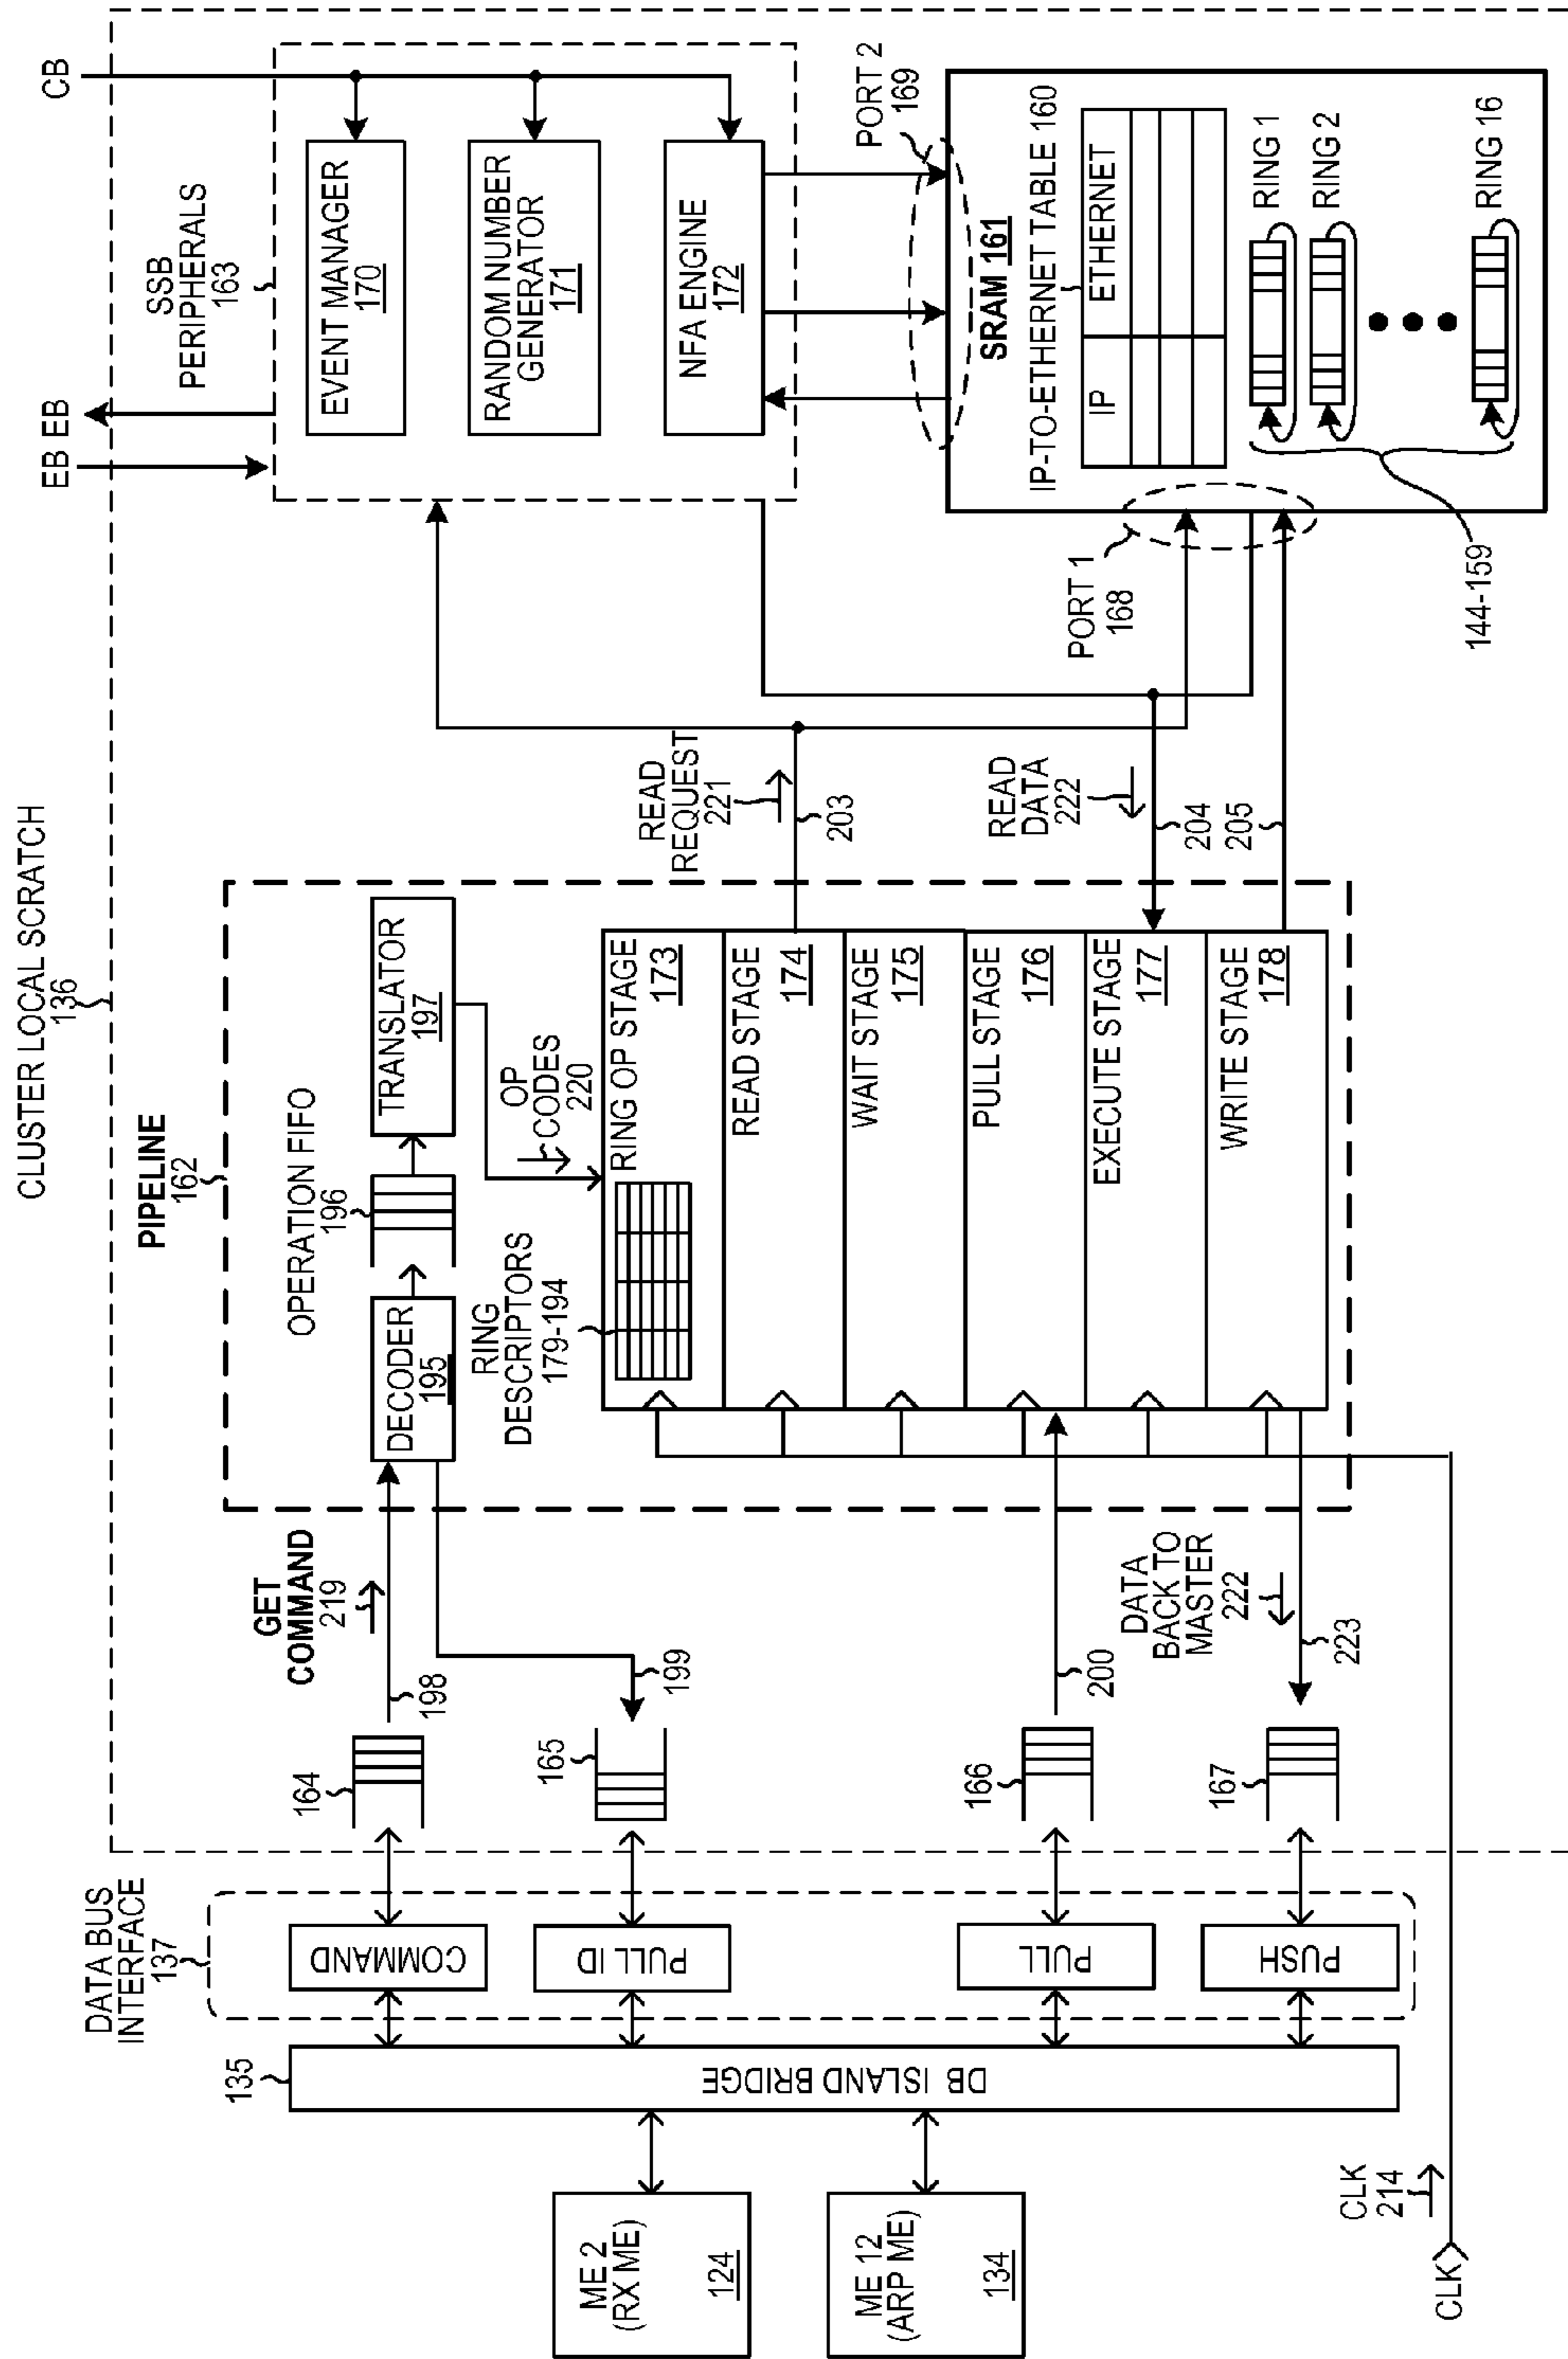 CLUSTER LOCAL SCRATCH
136
CB
EB EB
SSB
PERIPHERALS
163
EVENT MANAGER
170
RANDOM NUMBER
GENERATOR
171
NFA ENGINE
172
PORT 2
169
SRAM 161
IP-TO-ETHERNET TABLE 160
IP
ETHERNET
RING 1
RING 2
RING 16
144-159
PORT 1
168
PIPELINE
162
OPERATION FIFO
196
TRANSLATOR
197
DECODER
195
OP
CODES
220
RING
DESCRIPTORS
179-194
RING OP STAGE
173
READ STAGE
174
WAIT STAGE
175
PULL STAGE
176
EXECUTE STAGE
177
WRITE STAGE
178
READ
REQUEST
221
203
READ
DATA
222
204
205
GET
COMMAND
219
198
164
199
165
200
166
DATA
BACK TO
MASTER
222
223
167
DATA BUS
INTERFACE
137
COMMAND
PULL ID
PULL
PUSH
135
DB ISLAND BRIDGE
ME 2
(RX ME)
124
ME 12
(ARP ME)
134
CLK
214
CLK